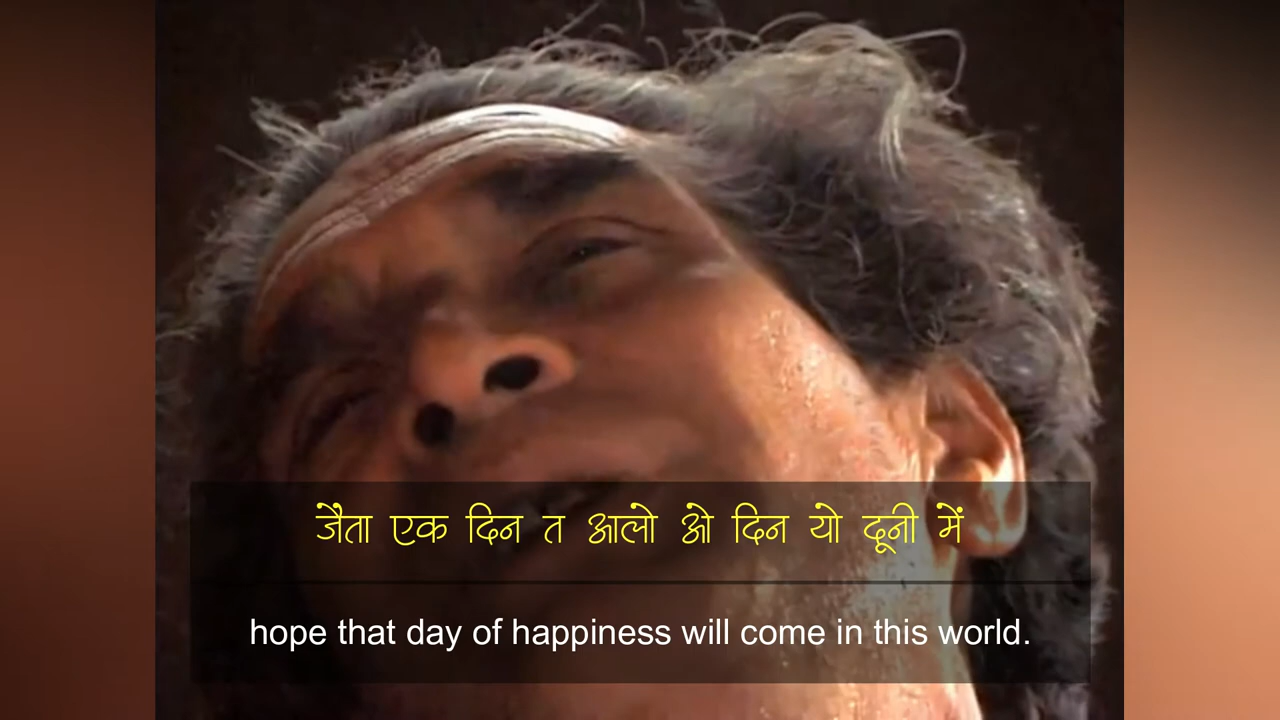 जैता एक दिन त आलो ओ दिन यो दूनी में
hope that day of happiness will come in this world.